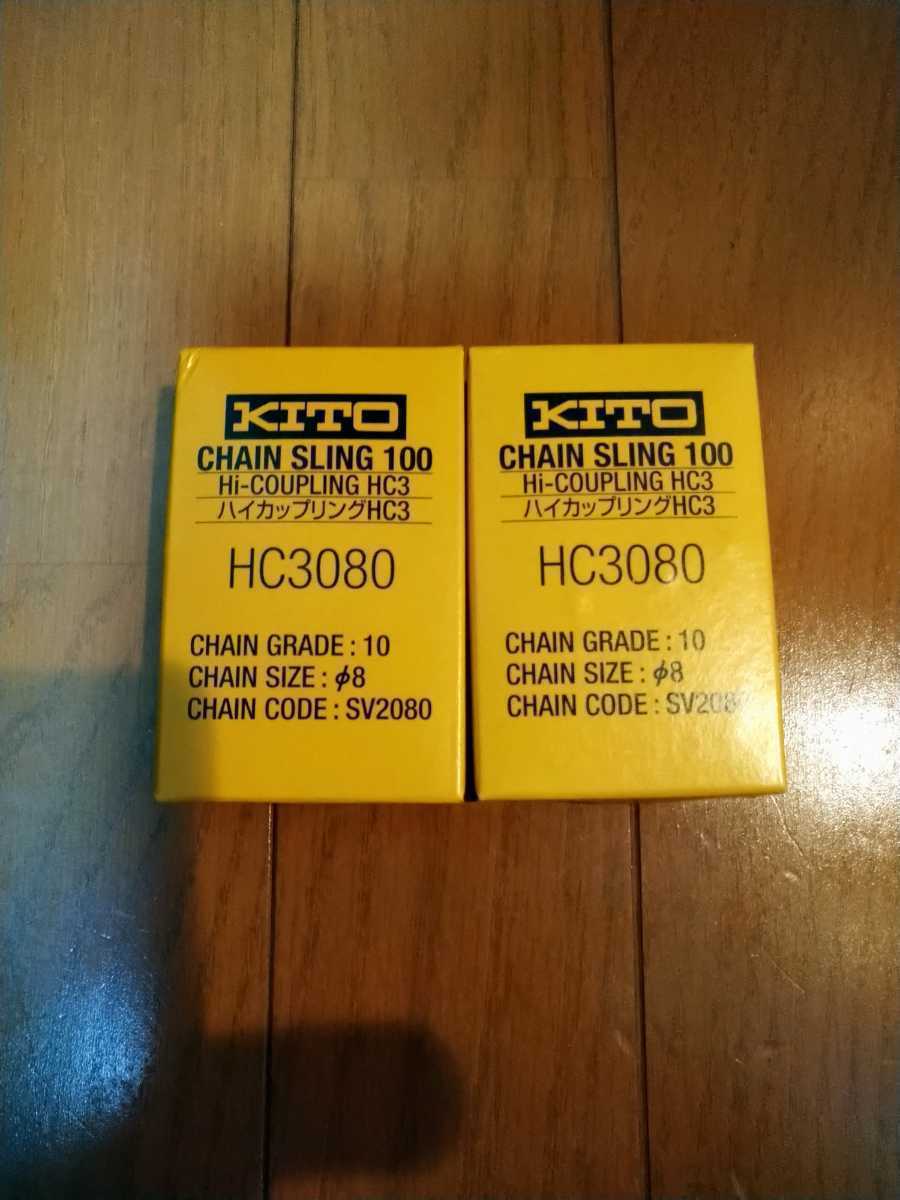 KITO
CHAIN SLING 100
Hi-COUPLING HC3
ハイカップリングHC3
HC3080
CHAIN GRADE : 10
CHAIN SIZE : φ8
CHAIN CODE : SV2080
KITO
CHAIN SLING 100
Hi-COUPLING HC3
ハイカップリングHC3
HC3080
CHAIN GRADE : 10
CHAIN SIZE : φ8
CHAIN CODE : SV2080